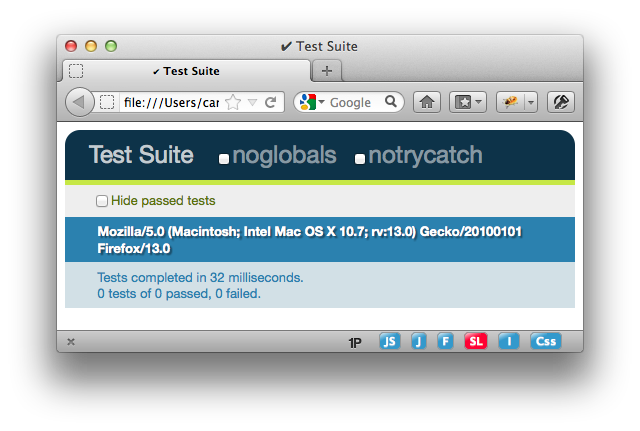 ✔ Test Suite
✔ Test Suite
file:///Users/car
Google
Test Suite noglobals notrycatch
Hide passed tests
Mozilla/5.0 (Macintosh; Intel Mac OS X 10.7; rv:13.0) Gecko/20100101
Firefox/13.0
Tests completed in 32 milliseconds.
0 tests of 0 passed, 0 failed.
1P JS J F SL I Css